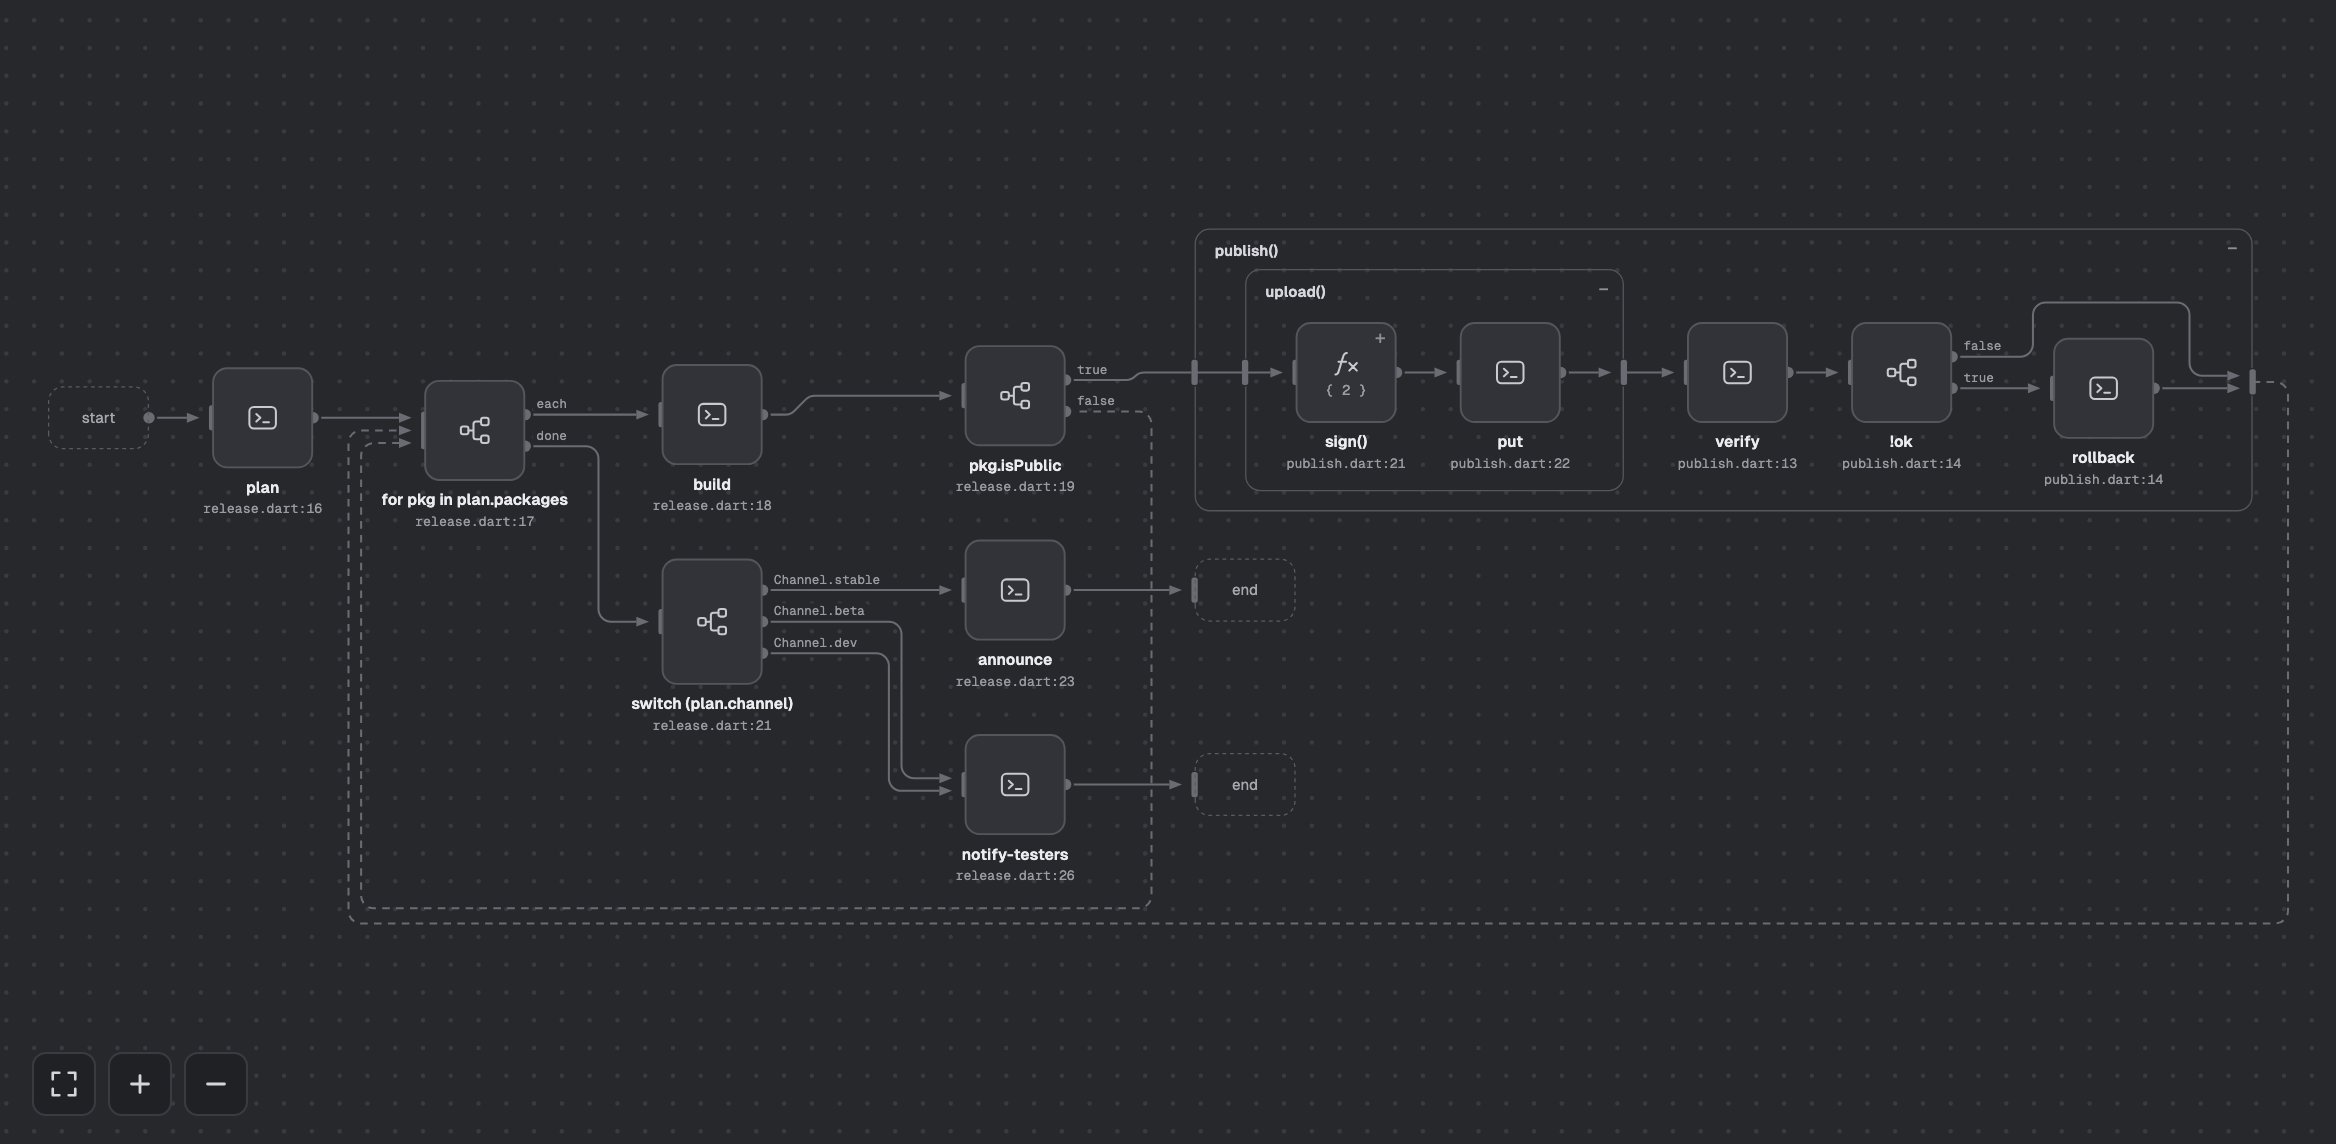 start
plan
release.dart:16
for pkg in plan.packages
release.dart:17
each
done
build
release.dart:18
switch (plan.channel)
release.dart:21
Channel.stable
Channel.beta
Channel.dev
pkg.isPublic
release.dart:19
true
false
announce
release.dart:23
notify-testers
release.dart:26
end
end
publish()
−
upload()
−
+
fx
{ 2 }
sign()
publish.dart:21
>_
put
publish.dart:22
verify
publish.dart:13
!ok
publish.dart:14
false
true
rollback
publish.dart:14
+
−